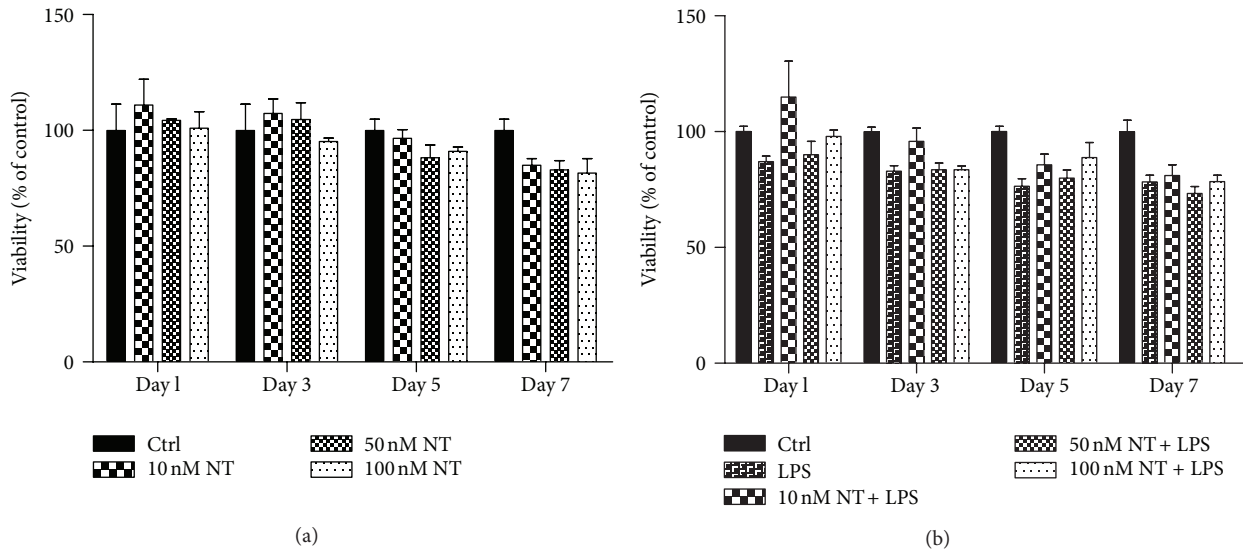 150
100
50
0
Viability (% of control)
Day 1
Day 3
Day 5
Day 7
Ctrl
10 nM NT
50 nM NT
100 nM NT
(a)
150
100
50
0
Viability (% of control)
Day 1
Day 3
Day 5
Day 7
Ctrl
LPS
10 nM NT + LPS
50 nM NT + LPS
100 nM NT + LPS
(b)